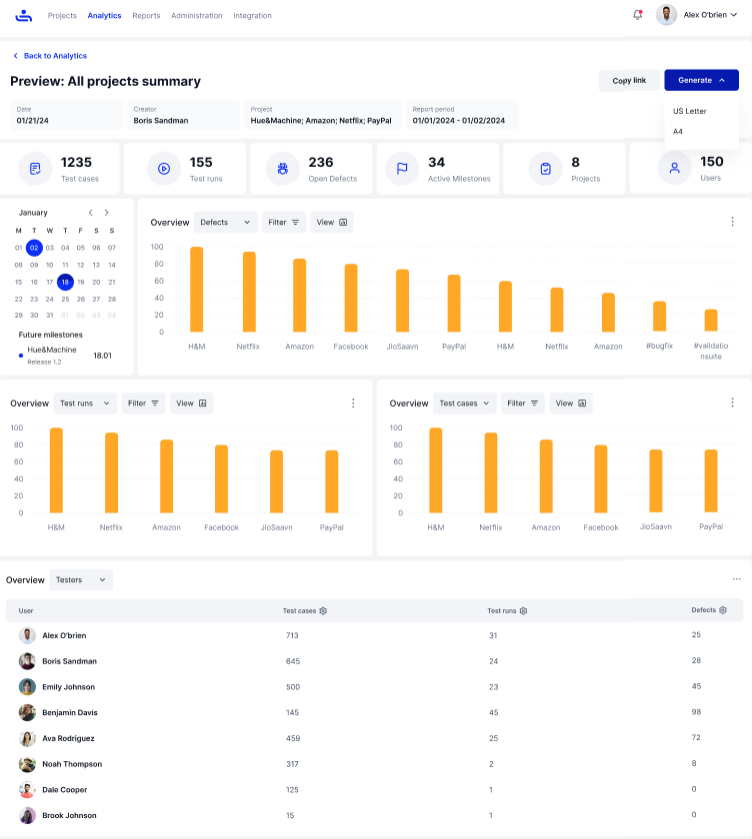 Projects Analytics Reports Administration Integration Alex O'brien
Back to Analytics
Preview: All projects summary Copy link Generate
US Letter
A4
Date Creator Project Report period
01/21/24 Boris Sandman Hue&Machine; Amazon; Netflix; PayPal 01/01/2024 - 01/02/2024
1235 155 236 34 8 150
Test cases Test runs Open Defects Active Milestones Projects Users
January
M T W T F S S
01 02 03 04 05 06 07
08 09 10 11 12 13 14
15 16 17 18 19 20 21
22 23 24 25 26 27 28
29 30 31 01 02 03 04
Future milestones
Hue&Machine 18.01
Release 1.2
Overview Defects Filter View
100
80
60
40
20
0
H&M Netflix Amazon Facebook JioSaavn PayPal H&M Netflix Amazon #bugfix #validatio
nsuite
Overview Test runs Filter View
100
80
60
40
20
0
H&M Netflix Amazon Facebook JioSaavn PayPal
Overview Test cases Filter View
100
80
60
40
20
0
H&M Netflix Amazon Facebook JioSaavn PayPal
Overview Testers
User Test cases Test runs Defects
Alex O'brien 713 31 25
Boris Sandman 645 24 28
Emily Johnson 500 23 45
Benjamin Davis 145 45 98
Ava Rodriguez 459 25 72
Noah Thompson 317 2 8
Dale Cooper 125 1 0
Brook Johnson 15 1 0